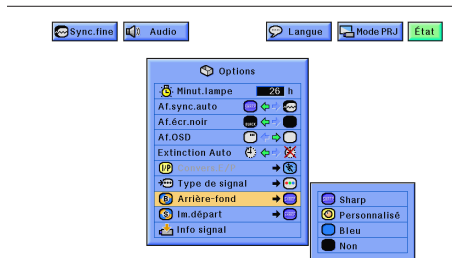 Sync.fine Audio Langue Mode PRJ État
Options
Minut.lampe 26 h
Af.sync.auto
Af.écr.noir
Af.OSD
Extinction Auto
I/P
Type de signal
B Arrière-fond
S Im.départ
Info signal
Sharp
Personnalisé
Bleu
Non